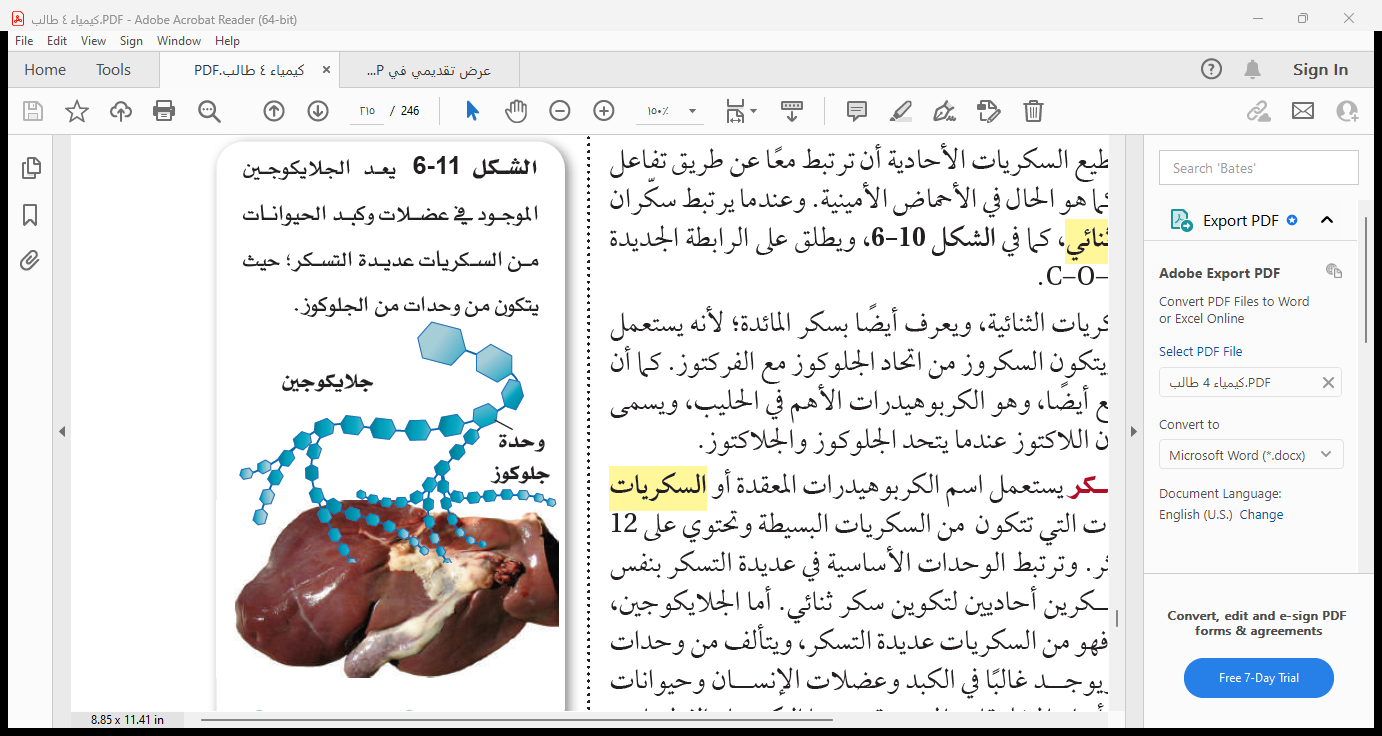 كيمياء ٤ طالب.PDF - Adobe Acrobat Reader (64-bit)
File Edit View Sign Window Help
Home Tools كيمياء ٤ طالب.PDF × عرض تقديمي في P...
Sign In
٢١٥ / 246 ١٥٠٪
الشكل 11-6 يعد الجلايكوجين
الموجود في عضلات وكبد الحيوانات
من السكريات عديدة التسكر؛ حيث
يتكون من وحدات من الجلوكوز.
جلايكوجين
وحدة
جلوكوز
السكريات الأحادية أن ترتبط معًا عن طريق تفاعل
كما هو الحال في الأحماض الأمينية. وعندما يرتبط سكّران
، كما في الشكل 10-6، ويطلق على الرابطة الجديدة
C–O–.
الثنائية، ويعرف أيضًا بسكر المائدة؛ لأنه يستعمل
يتكون السكروز من اتحاد الجلوكوز مع الفركتوز. كما أن
أيضًا، وهو الكربوهيدرات الأهم في الحليب، ويسمى
اللاكتوز عندما يتحد الجلوكوز والجلاكتوز.
يستعمل اسم الكربوهيدرات المعقدة أو السكريات
التي تتكون من السكريات البسيطة وتحتوي على 12
وترتبط الوحدات الأساسية في عديدة التسكر بنفس
أحاديين لتكوين سكر ثنائي. أما الجلايكوجين،
فهو من السكريات عديدة التسكر، ويتألف من وحدات
ويوجد غالبًا في الكبد وعضلات الإنسان وحيوانات
Search 'Bates'
Export PDF
Adobe Export PDF
Convert PDF Files to Word
or Excel Online
Select PDF File
كيمياء 4 طالب.PDF
Convert to
Microsoft Word (*.docx)
Document Language:
English (U.S.) Change
Convert, edit and e-sign PDF
forms & agreements
Free 7-Day Trial
8.85 x 11.41 in